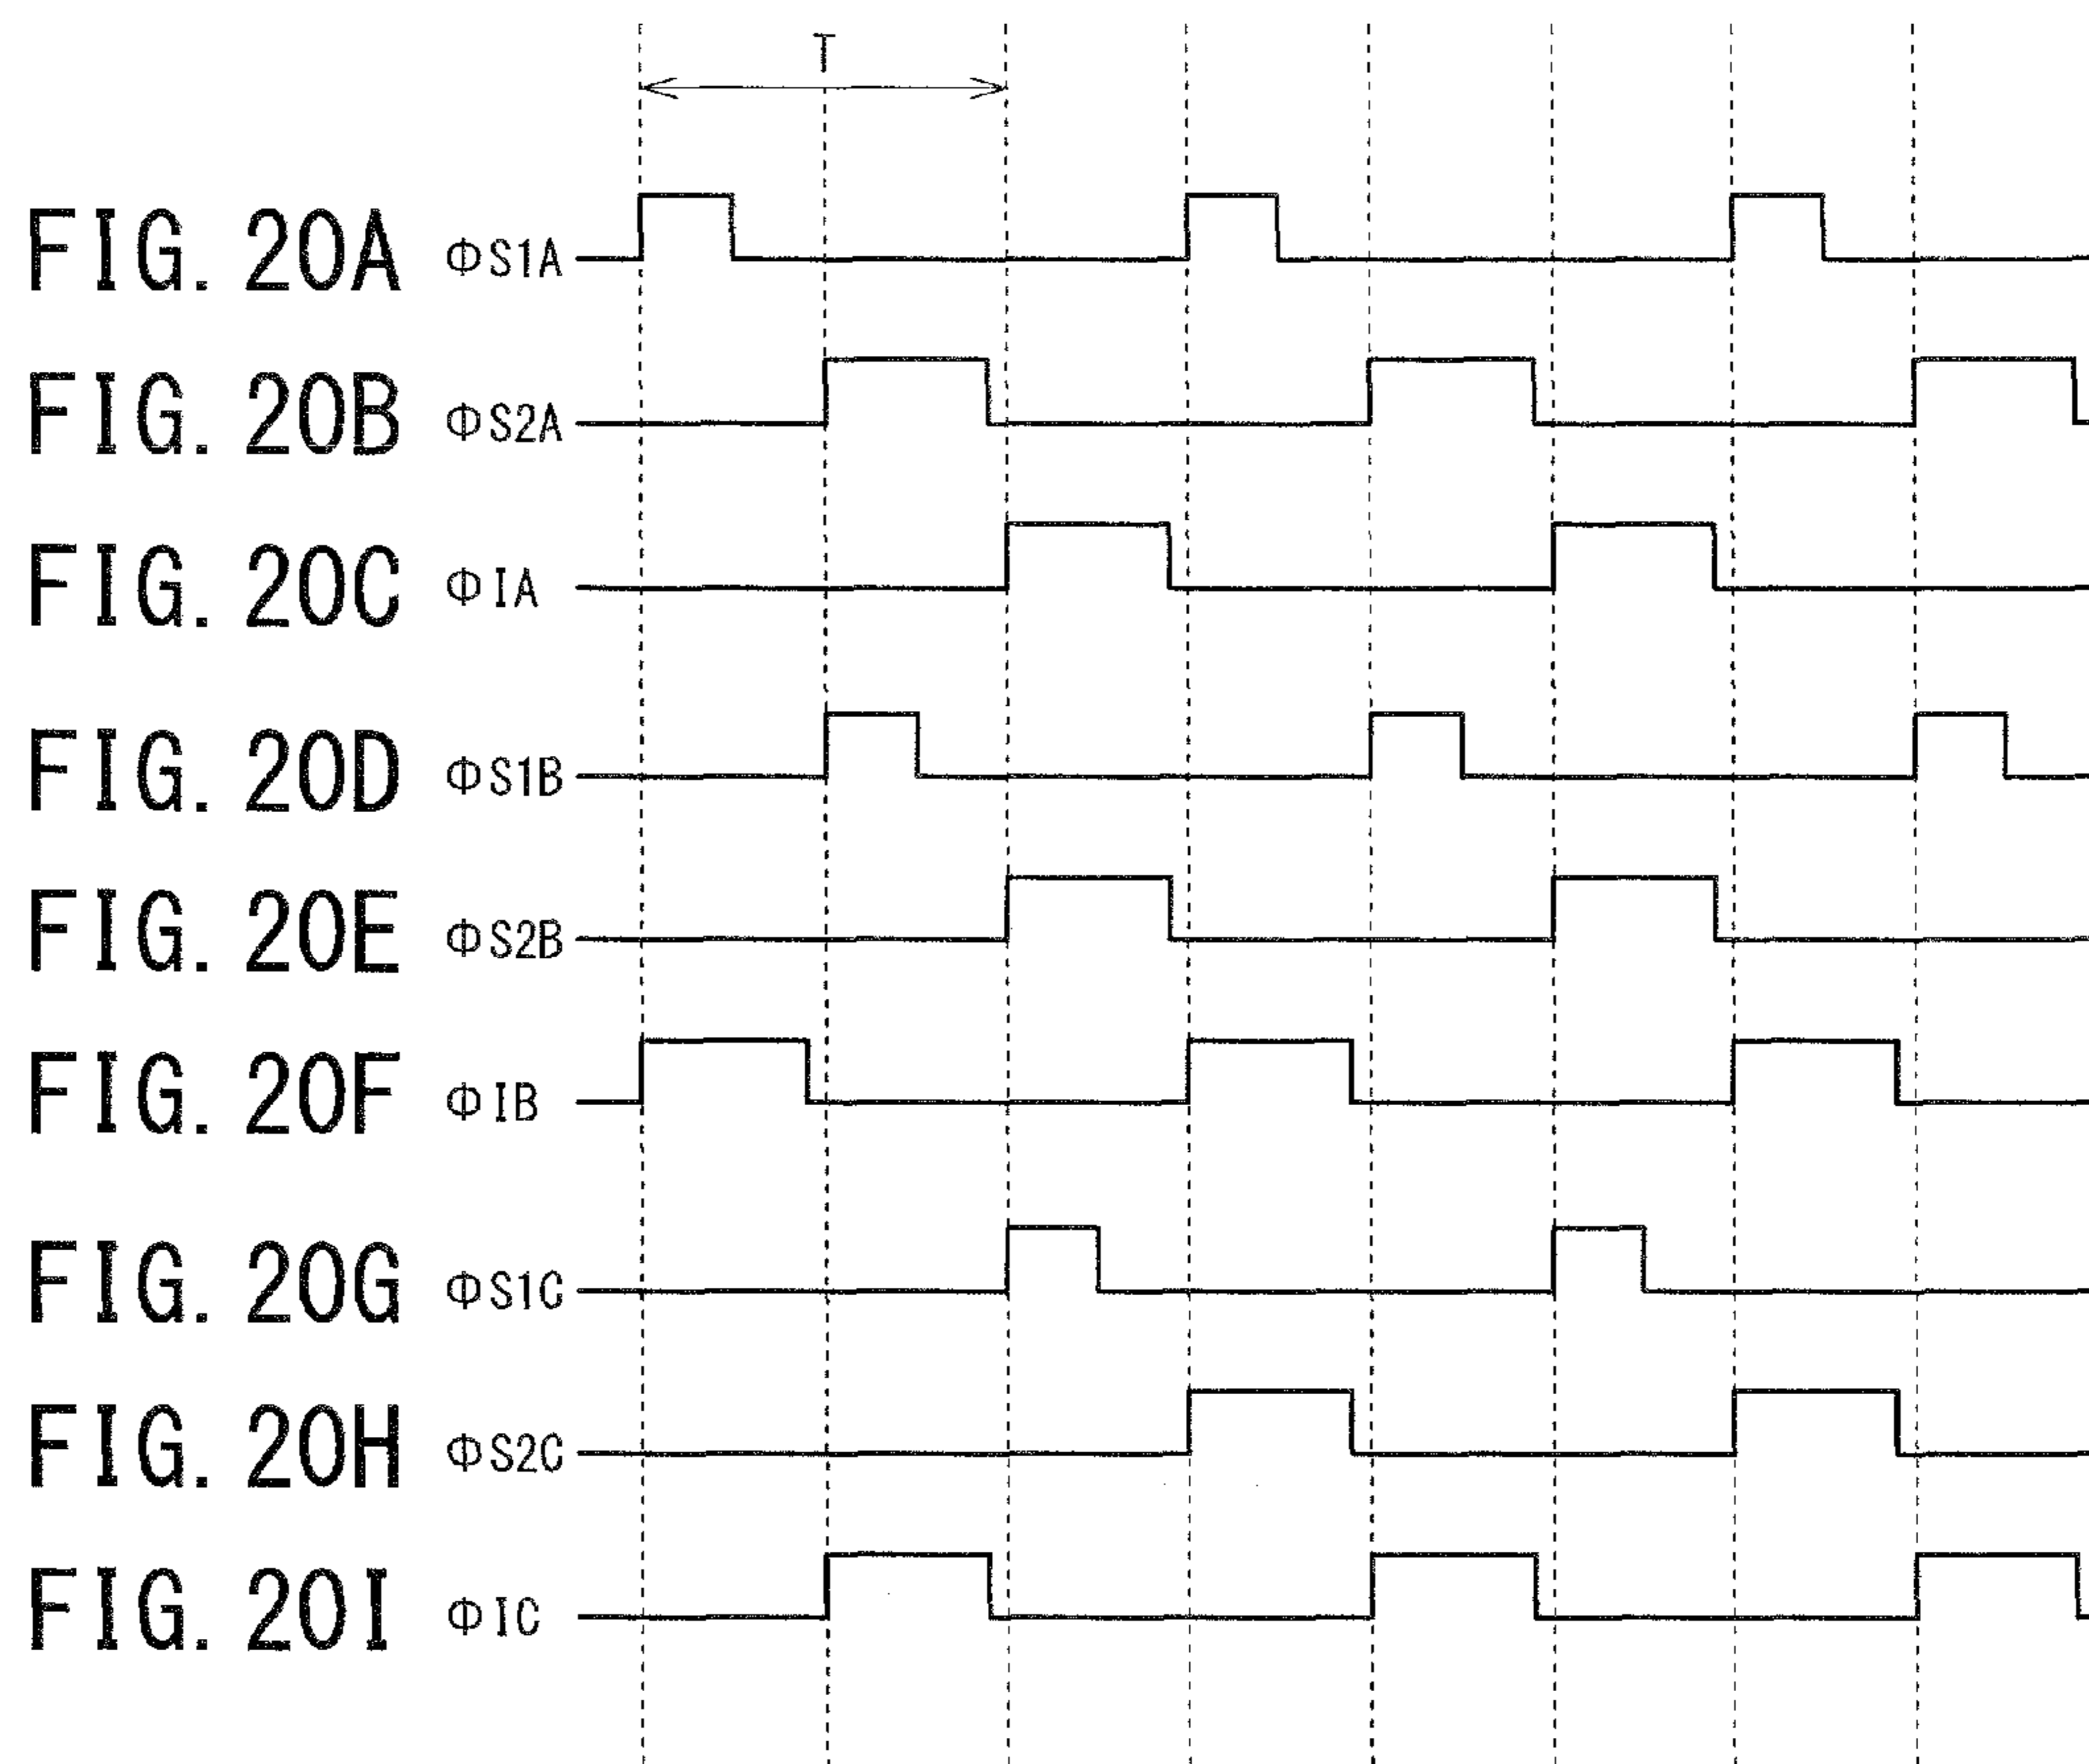 T
FIG. 20A ΦS1A
FIG. 20B ΦS2A
FIG. 20C ΦIA
FIG. 20D ΦS1B
FIG. 20E ΦS2B
FIG. 20F ΦIB
FIG. 20G ΦS1C
FIG. 20H ΦS2C
FIG. 20I ΦIC